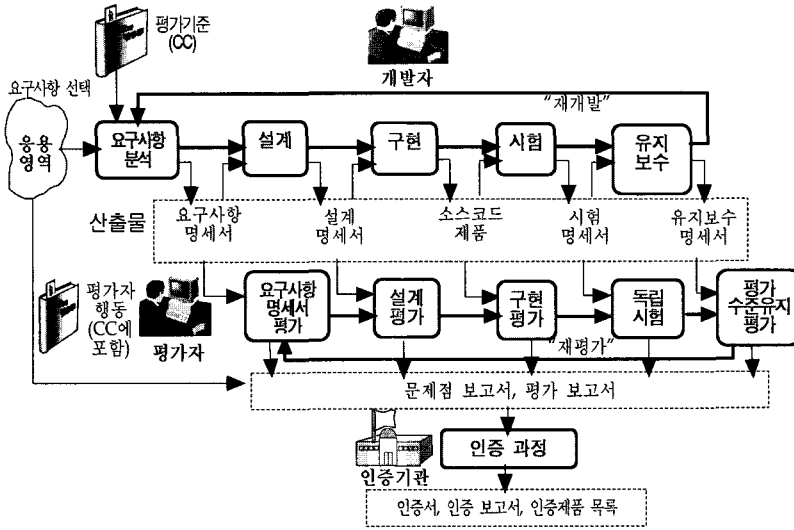 평가기준
(CC)
개발자
요구사항 선택
"재개발"
응용
영역
요구사항
분석
설계
구현
시험
유지
보수
산출물
요구사항
명세서
설계
명세서
소스코드
제품
시험
명세서
유지보수
명세서
평가자
행동
(CC에
포함)
평가자
요구사항
명세서
평가
설계
평가
구현
평가
독립
시험
평가
수준유지
평가
"재평가"
문제점 보고서, 평가 보고서
인증기관
인증 과정
인증서, 인증 보고서, 인증제품 목록